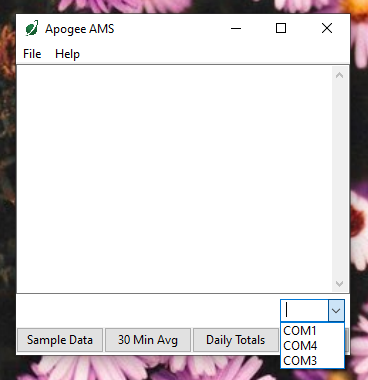 Apogee AMS
File Help
Sample Data 30 Min Avg Daily Totals
COM1
COM4
COM3